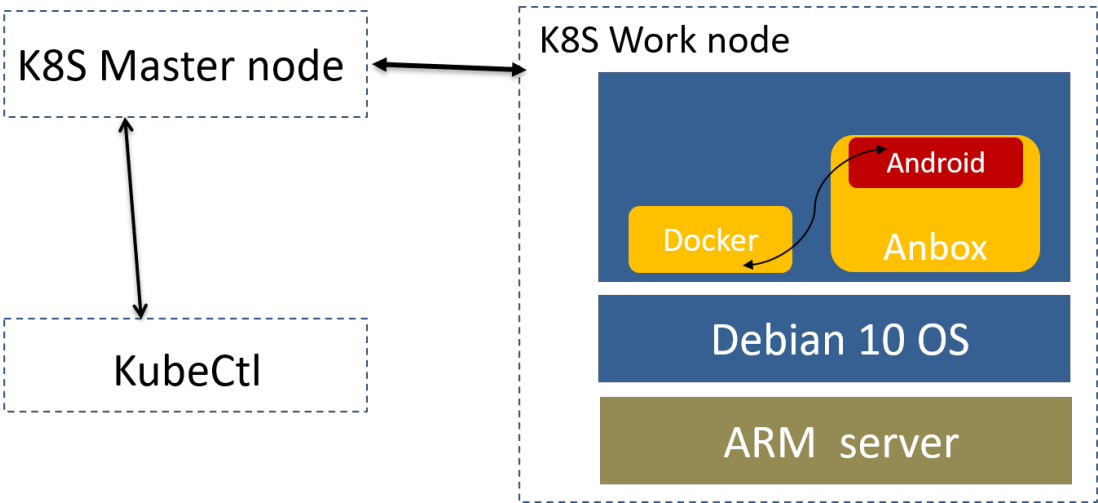 K8S Master node
K8S Work node
Android
Docker
Anbox
Debian 10 OS
KubeCtl
ARM server